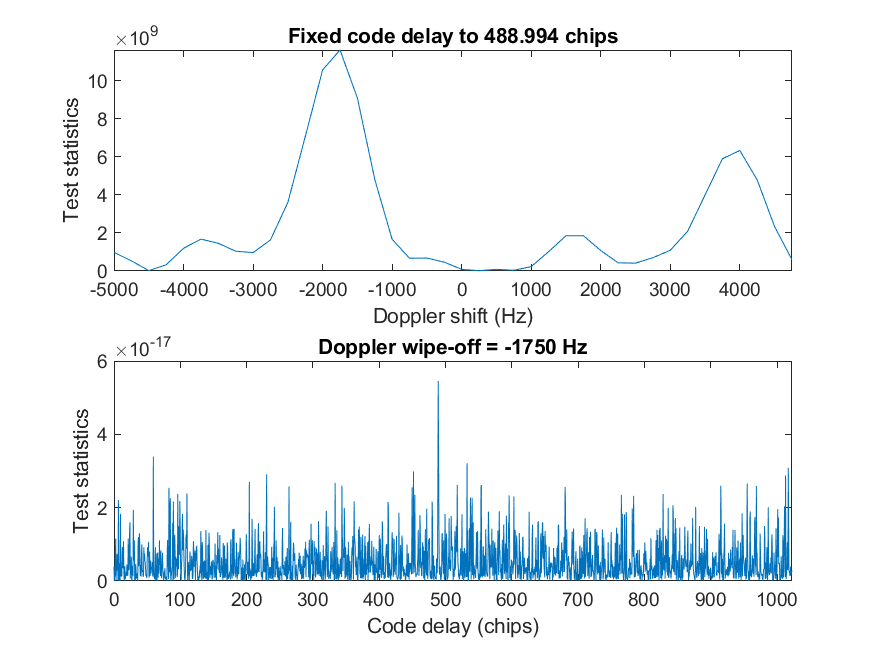 ×10^9
Fixed code delay to 488.994 chips
10
8
6
4
2
0
Test statistics
-5000 -4000 -3000 -2000 -1000 0 1000 2000 3000 4000
Doppler shift (Hz)
×10^-17
Doppler wipe-off = -1750 Hz
6
4
2
0
Test statistics
0 100 200 300 400 500 600 700 800 900 1000
Code delay (chips)